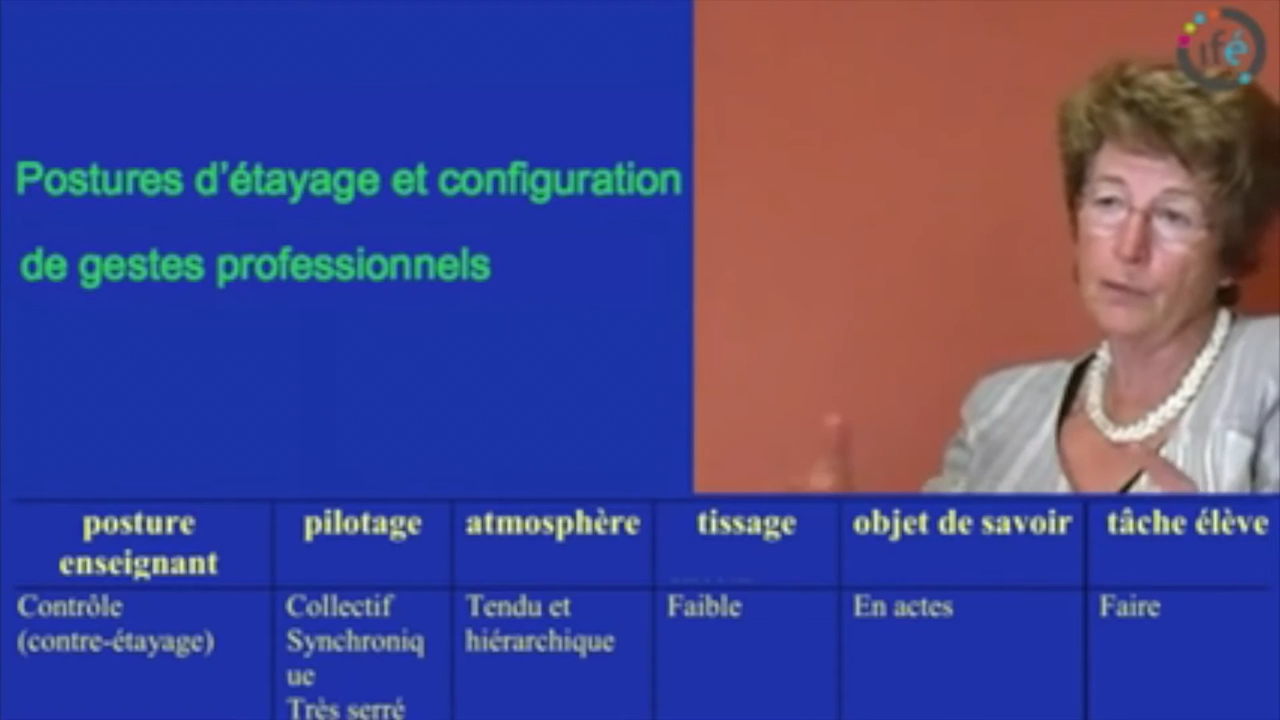 ifé
Postures d'étayage et configuration
de gestes professionnels
posture enseignant | pilotage | atmosphère | tissage | objet de savoir | tâche élève
Contrôle | Collectif | Tendu et | Faible | En actes | Faire
(contre-étayage) | Synchroniq | hiérarchique
ue
Très serré